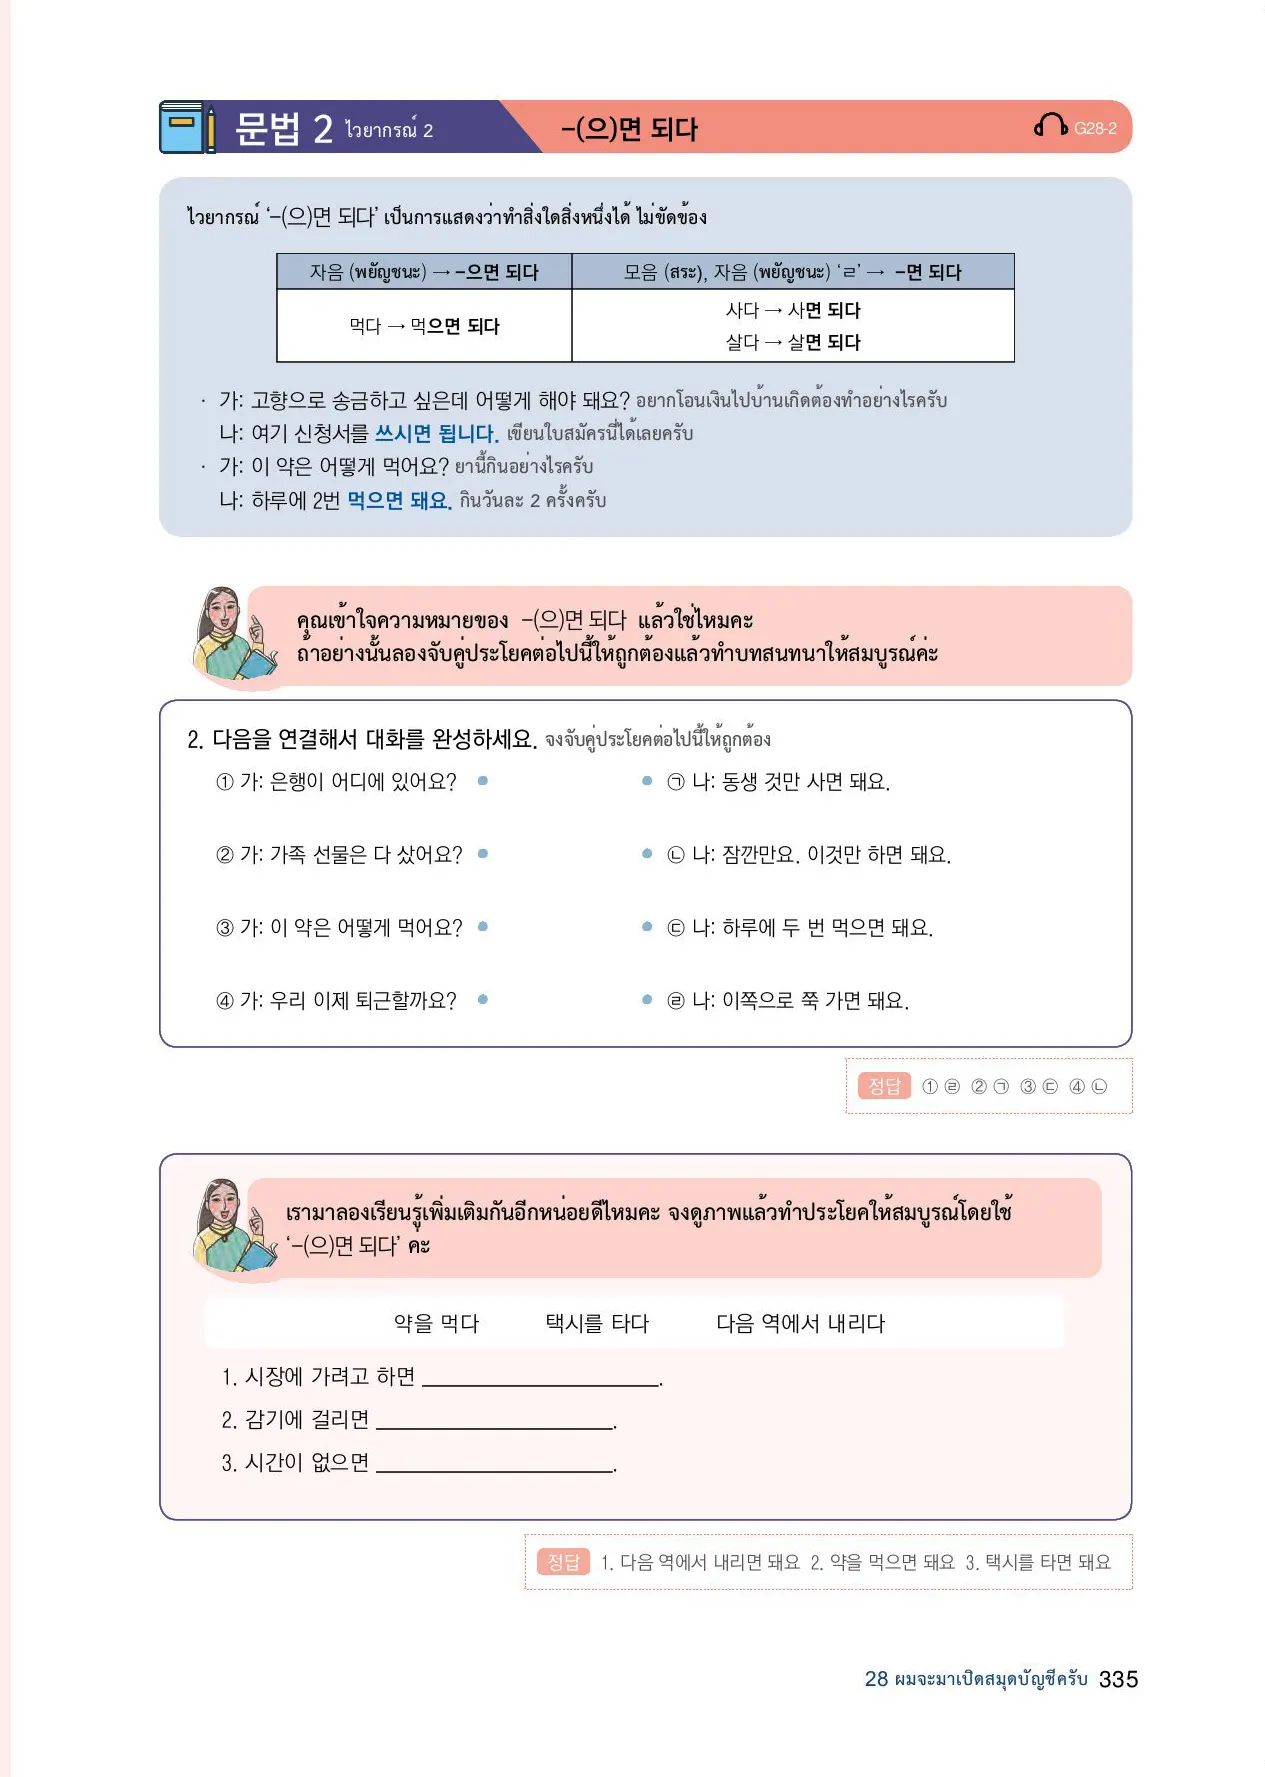 문법 2 ไวยากรณ์ 2
-(으)면 되다
G28-2
ไวยากรณ์ ‘-(으)면 되다’ เป็นการแสดงว่าทำสิ่งใดสิ่งหนึ่งได้ ไม่ขัดข้อง
자음 (พยัญชนะ) → -으면 되다
모음 (สระ), 자음 (พยัญชนะ) ‘ㄹ’ → -면 되다
먹다 → 먹으면 되다
사다 → 사면 되다
살다 → 살면 되다
· 가: 고향으로 송금하고 싶은데 어떻게 해야 돼요? อยากโอนเงินไปบ้านเกิดต้องทำอย่างไรครับ
나: 여기 신청서를 쓰시면 됩니다. เขียนใบสมัครนี่ได้เลยครับ
· 가: 이 약은 어떻게 먹어요? ยานี้กินอย่างไรครับ
나: 하루에 2번 먹으면 돼요. กินวันละ 2 ครั้งครับ
คุณเข้าใจความหมายของ -(으)면 되다 แล้วใช่ไหมคะ
ถ้าอย่างนั้นลองจับคู่ประโยคต่อไปนี้ให้ถูกต้องแล้วทำบทสนทนาให้สมบูรณ์ค่ะ
2. 다음을 연결해서 대화를 완성하세요. จงจับคู่ประโยคต่อไปนี้ให้ถูกต้อง
① 가: 은행이 어디에 있어요? ㉠ 나: 동생 것만 사면 돼요.
② 가: 가족 선물은 다 샀어요? ㉡ 나: 잠깐만요. 이것만 하면 돼요.
③ 가: 이 약은 어떻게 먹어요? ㉢ 나: 하루에 두 번 먹으면 돼요.
④ 가: 우리 이제 퇴근할까요? ㉣ 나: 이쪽으로 쭉 가면 돼요.
정답 ① ㉣ ② ㉠ ③ ㉢ ④ ㉡
เรามาลองเรียนรู้เพิ่มเติมกันอีกหน่อยดีไหมคะ จงดูภาพแล้วทำประโยคให้สมบูรณ์โดยใช้
‘-(으)면 되다’ ค่ะ
약을 먹다 택시를 타다 다음 역에서 내리다
1. 시장에 가려고 하면 ____________________.
2. 감기에 걸리면 ____________________.
3. 시간이 없으면 ____________________.
정답 1. 다음 역에서 내리면 돼요 2. 약을 먹으면 돼요 3. 택시를 타면 돼요
28 ผมจะมาเปิดสมุดบัญชีครับ 335